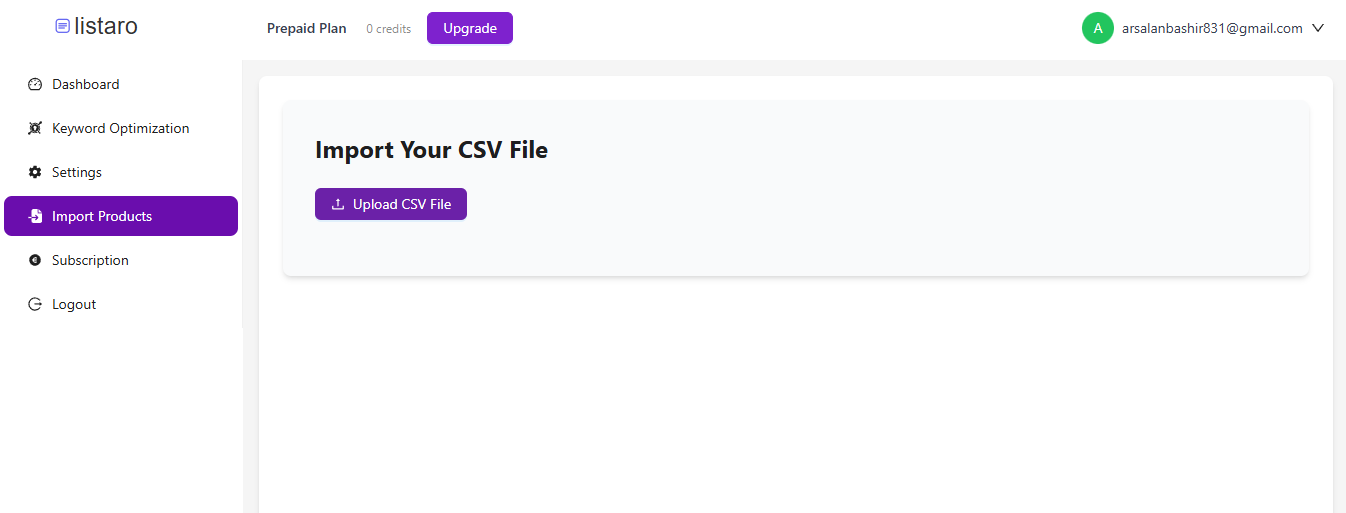 listaro
Prepaid Plan 0 credits Upgrade
A arsalanbashir831@gmail.com
Dashboard
Keyword Optimization
Settings
Import Products
Subscription
Logout
Import Your CSV File
Upload CSV File